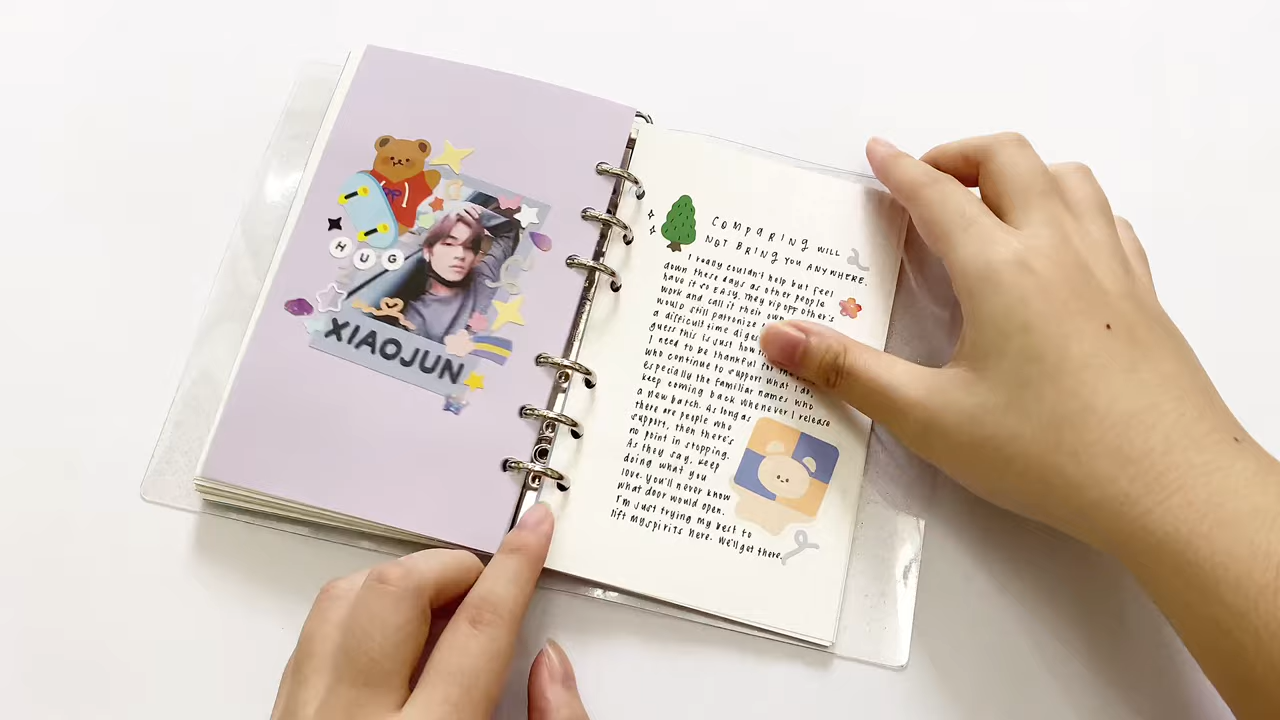 HUG
XIAOJUN
COMPARING WILL
NOT BRING YOU ANYWHERE.
I really couldn't help but feel
down these days as other people
have it so EASY. They rip OFF other's
work and call it their own
would still patronize
a difficult time diges
guess this is just how th
I need to be thankful for the
who continue to support what I do,
especially the familiar names who
keep coming back whenever I release
a new batch. As long as
there are people who
support, then there's
no point in stopping.
As they say, keep
doing what you
love. You'll never know
what door would open.
I'm just trying my best to
lift my spirits here. We'll get there.